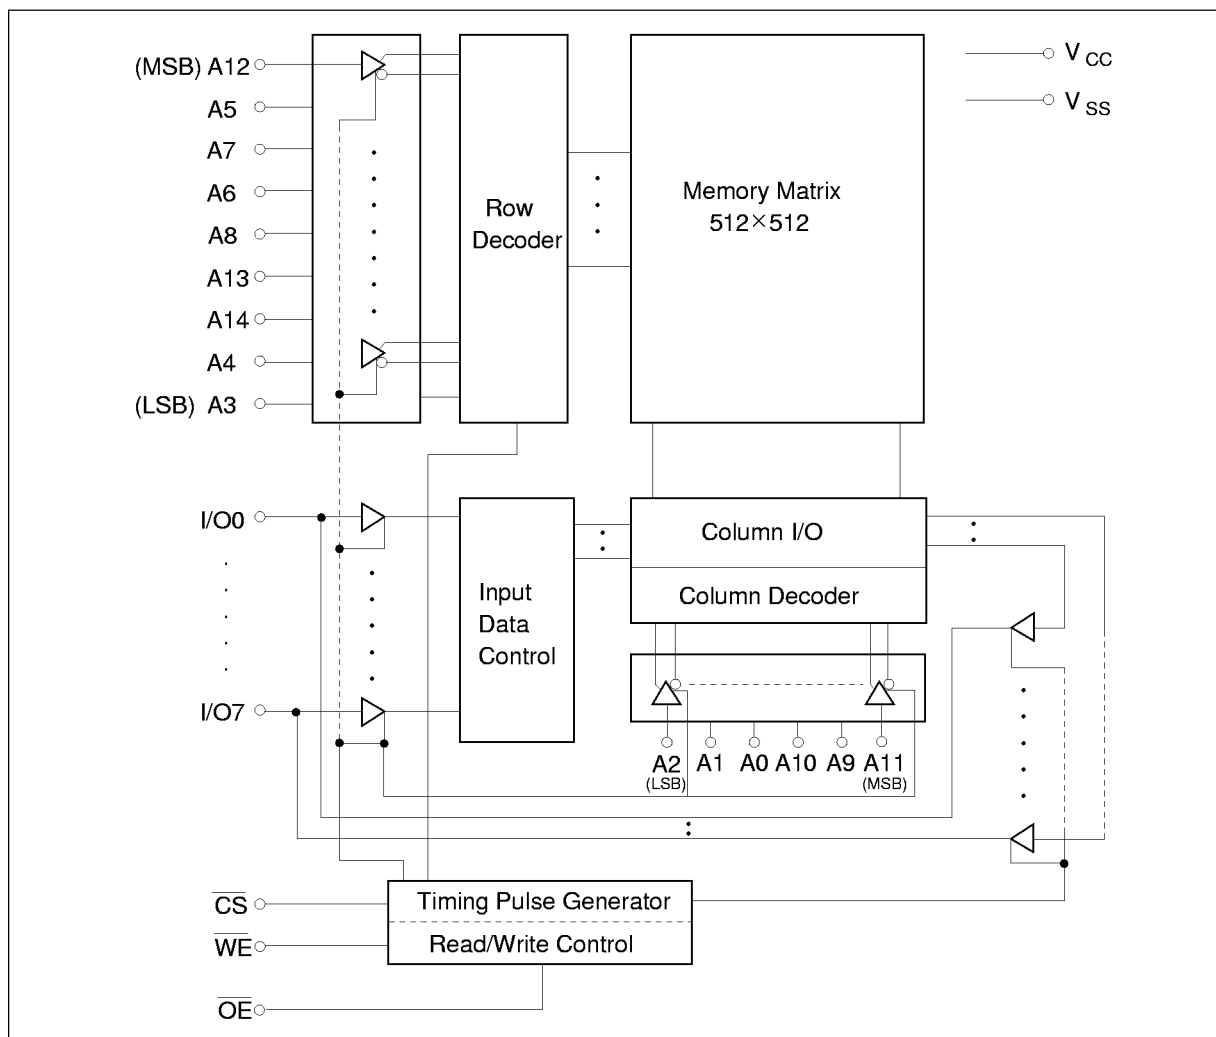 (MSB) A12
A5
A7
A6
A8
A13
A14
A4
(LSB) A3
Row
Decoder
Memory Matrix
512×512
V CC
V SS
I/O0
I/O7
Input
Data
Control
Column I/O
Column Decoder
A2 A1 A0 A10 A9 A11
(LSB) (MSB)
CS
WE
OE
Timing Pulse Generator
Read/Write Control